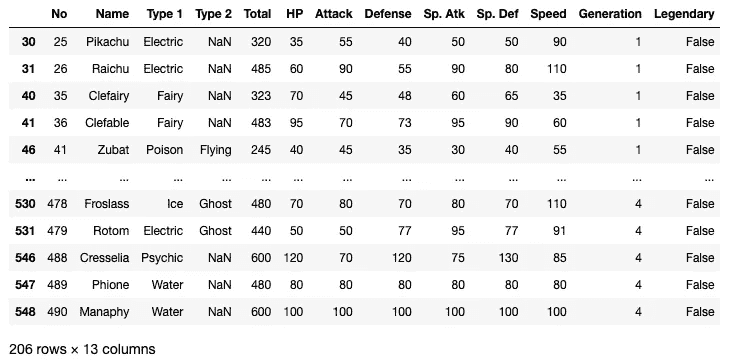 No Name Type 1 Type 2 Total HP Attack Defense Sp. Atk Sp. Def Speed Generation Legendary
30 25 Pikachu Electric NaN 320 35 55 40 50 50 90 1 False
31 26 Raichu Electric NaN 485 60 90 55 90 80 110 1 False
40 35 Clefairy Fairy NaN 323 70 45 48 60 65 35 1 False
41 36 Clefable Fairy NaN 483 95 70 73 95 90 60 1 False
46 41 Zubat Poison Flying 245 40 45 35 30 40 55 1 False
... ... ... ... ... ... ... ... ... ... ... ... ... ...
530 478 Froslass Ice Ghost 480 70 80 70 80 70 110 4 False
531 479 Rotom Electric Ghost 440 50 50 77 95 77 91 4 False
546 488 Cresselia Psychic NaN 600 120 70 120 75 130 85 4 False
547 489 Phione Water NaN 480 80 80 80 80 80 80 4 False
548 490 Manaphy Water NaN 600 100 100 100 100 100 100 4 False
206 rows × 13 columns